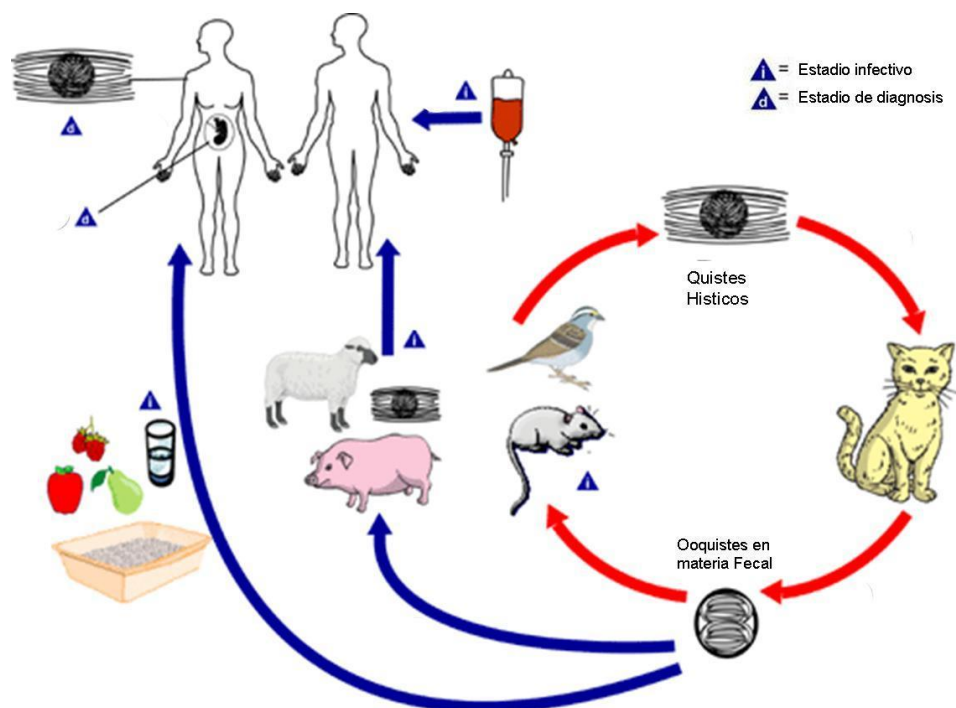 i
i = Estadio infectivo
d = Estadio de diagnosis
d
d
Quistes
Histicos
i
i
i
Ooquistes en
materia Fecal